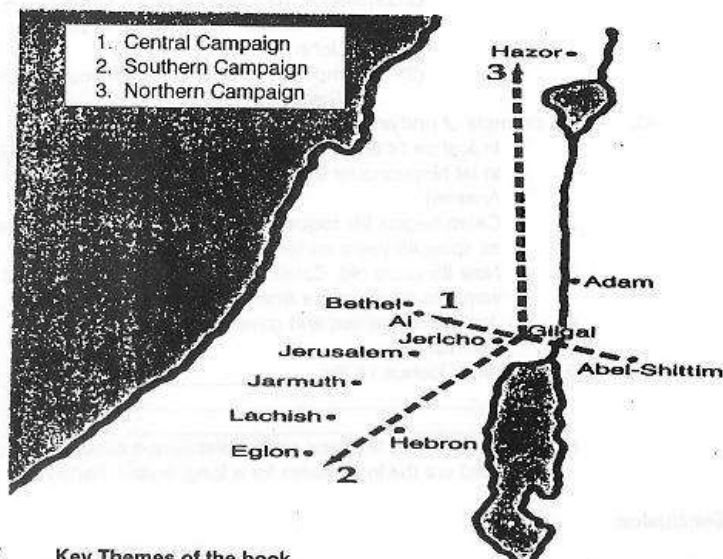 1. Central Campaign
2. Southern Campaign
3. Northern Campaign
Hazor
3
Adam
Bethel
1
Ai
Gilgal
Jericho
Jerusalem
Abel-Shittim
Jarmuth
Lachish
Hebron
Eglon
2
Key Themes of the book